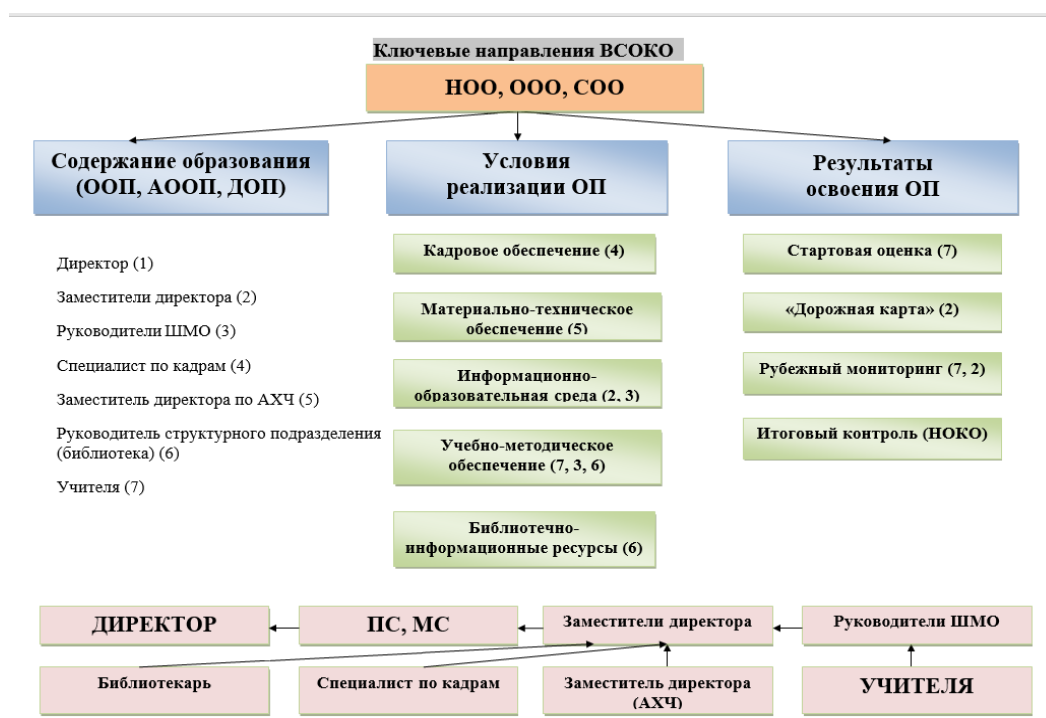 Ключевые направления ВСОКО
НОО, ООО, СОО
Содержание образования
(ООП, АООП, ДОП)
Условия
реализации ОП
Результаты
освоения ОП
Директор (1)
Заместители директора (2)
Руководители ШМО (3)
Специалист по кадрам (4)
Заместитель директора по АХЧ (5)
Руководитель структурного подразделения
(библиотека) (6)
Учителя (7)
Кадровое обеспечение (4)
Материально-техническое
обеспечение (5)
Информационно-
образовательная среда (2, 3)
Учебно-методическое
обеспечение (7, 3, 6)
Библиотечно-
информационные ресурсы (6)
Стартовая оценка (7)
«Дорожная карта» (2)
Рубежный мониторинг (7, 2)
Итоговый контроль (НОКО)
ДИРЕКТОР
ПС, МС
Заместители директора
Руководители ШМО
Библиотекарь
Специалист по кадрам
Заместитель директора
(АХЧ)
УЧИТЕЛЯ